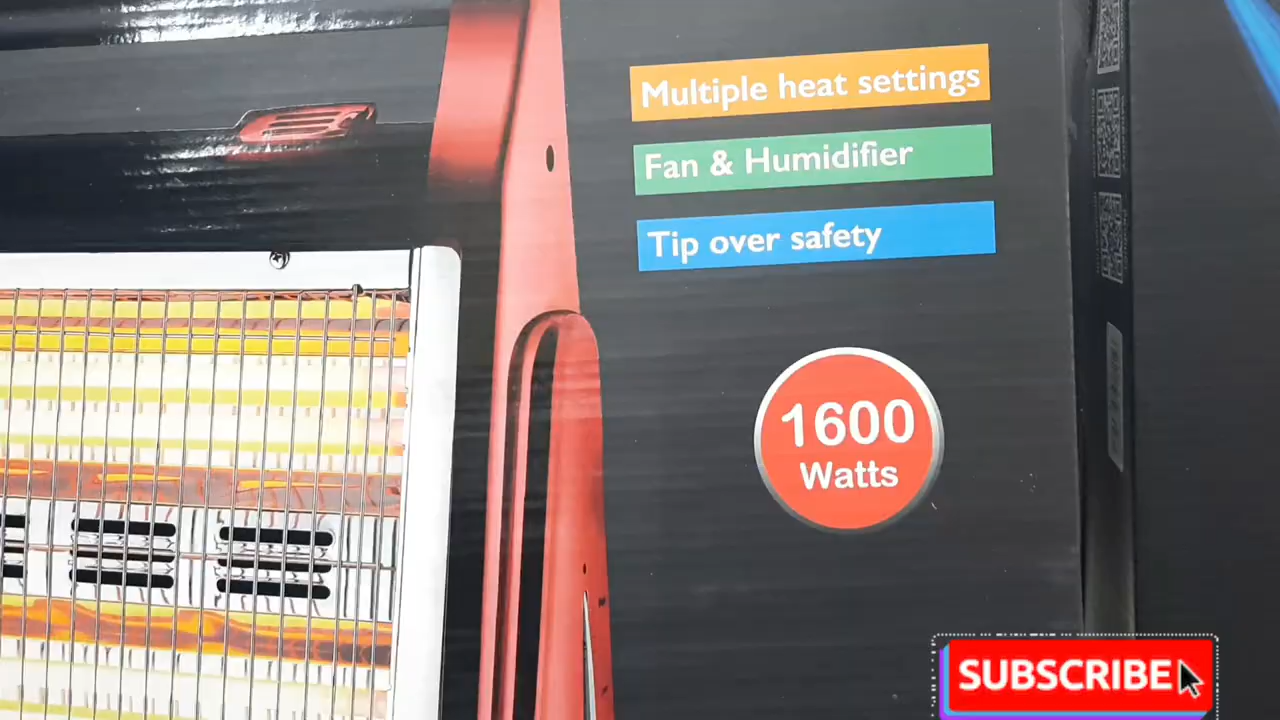 Multiple heat settings
Fan & Humidifier
Tip over safety
1600
Watts
SUBSCRIBE